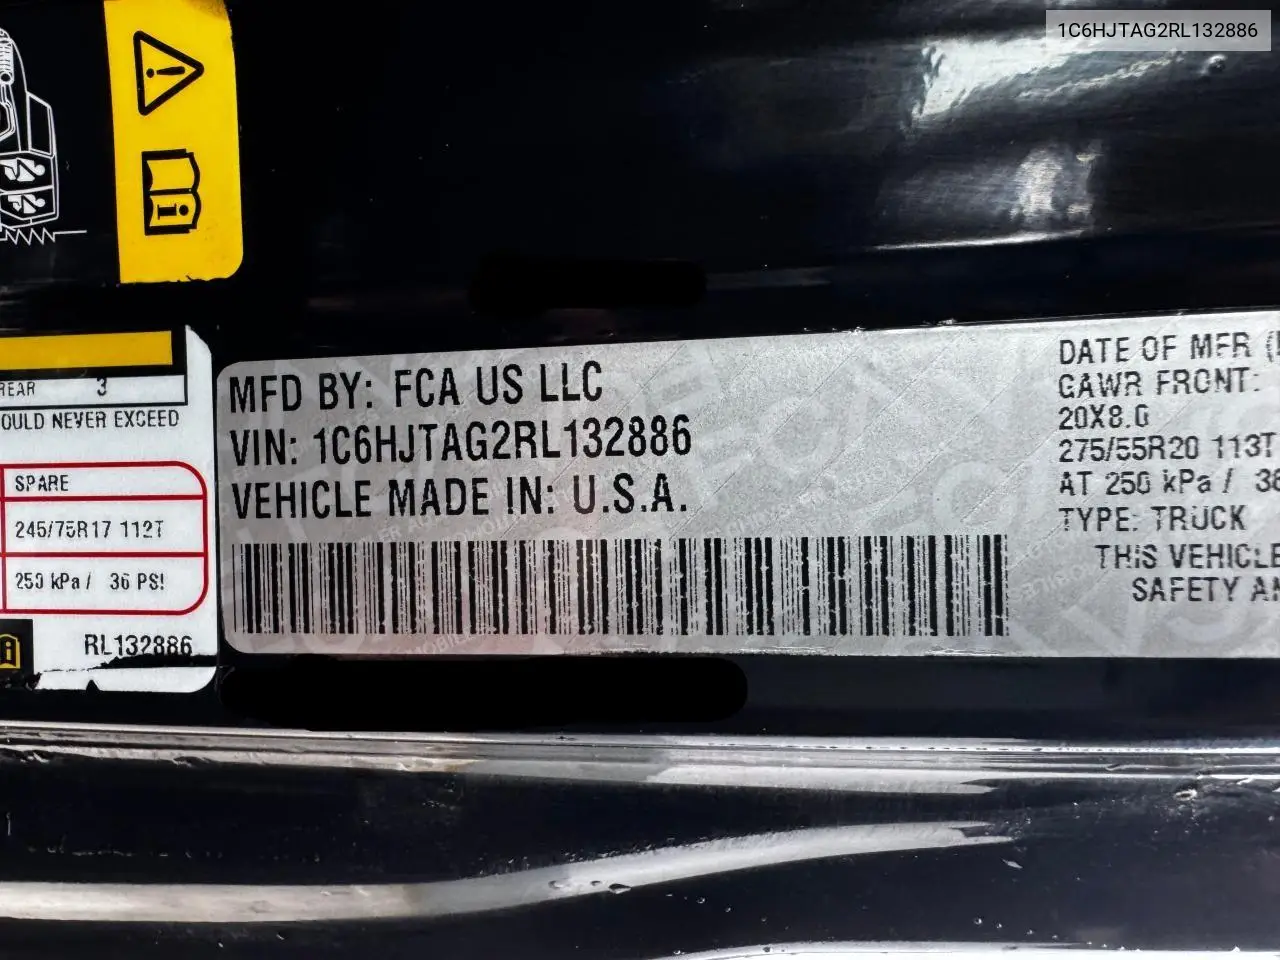 1C6HJTAG2RL132886
REAR 3
OULD NEVER EXCEED
SPARE
245/75R17 112T
250 kPa / 36 PSI
RL132886
MFD BY: FCA US LLC
VIN: 1C6HJTAG2RL132886
VEHICLE MADE IN: U.S.A.
DATE OF MFR (
GAWR FRONT:
20X8.0
275/55R20 113T
AT 250 kPa / 36
TYPE: TRUCK
THIS VEHICLE
SAFETY AN